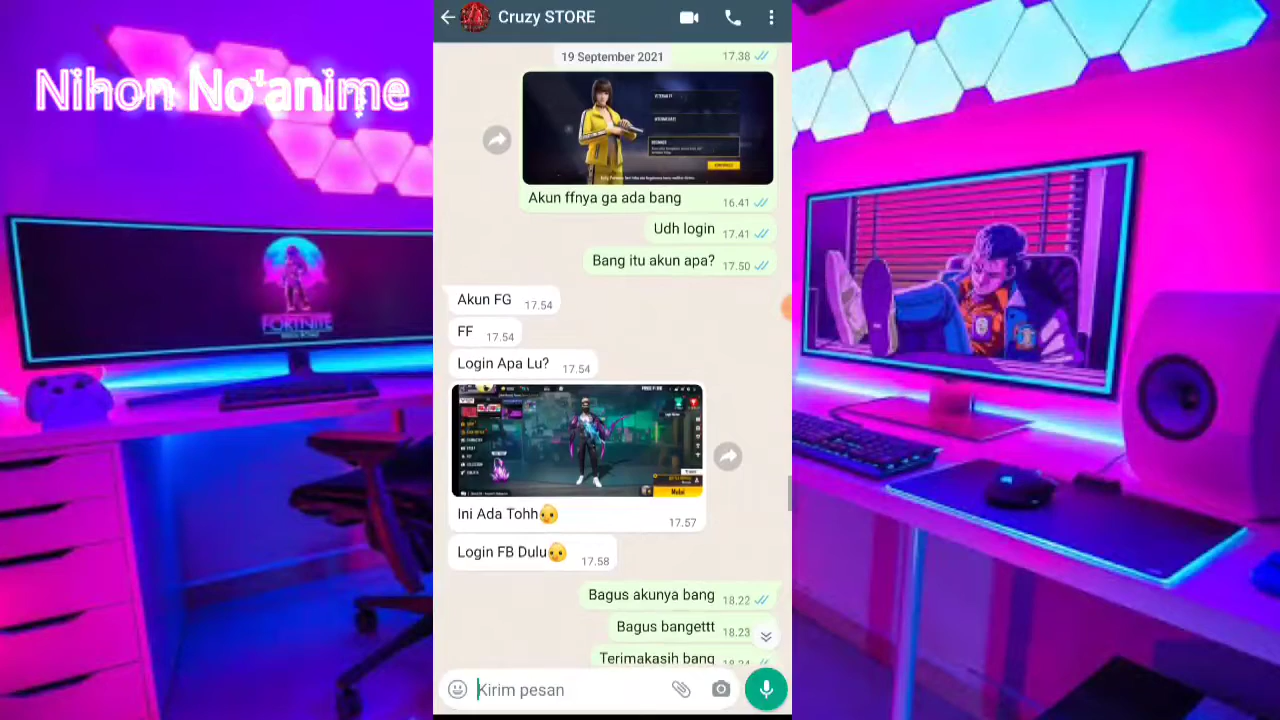 Nihon No'anime
Cruzy STORE
19 September 2021
17.38
Akun ffnya ga ada bang
16.41
Udh login
17.41
Bang itu akun apa?
17.50
Akun FG
17.54
FF
17.54
Login Apa Lu?
17.54
Mulai
Ini Ada Tohh
17.57
Login FB Dulu
17.58
Bagus akunya bang
18.22
Bagus bangettt
18.23
Terimakasih bang
18.24
Kirim pesan
FORTNITE